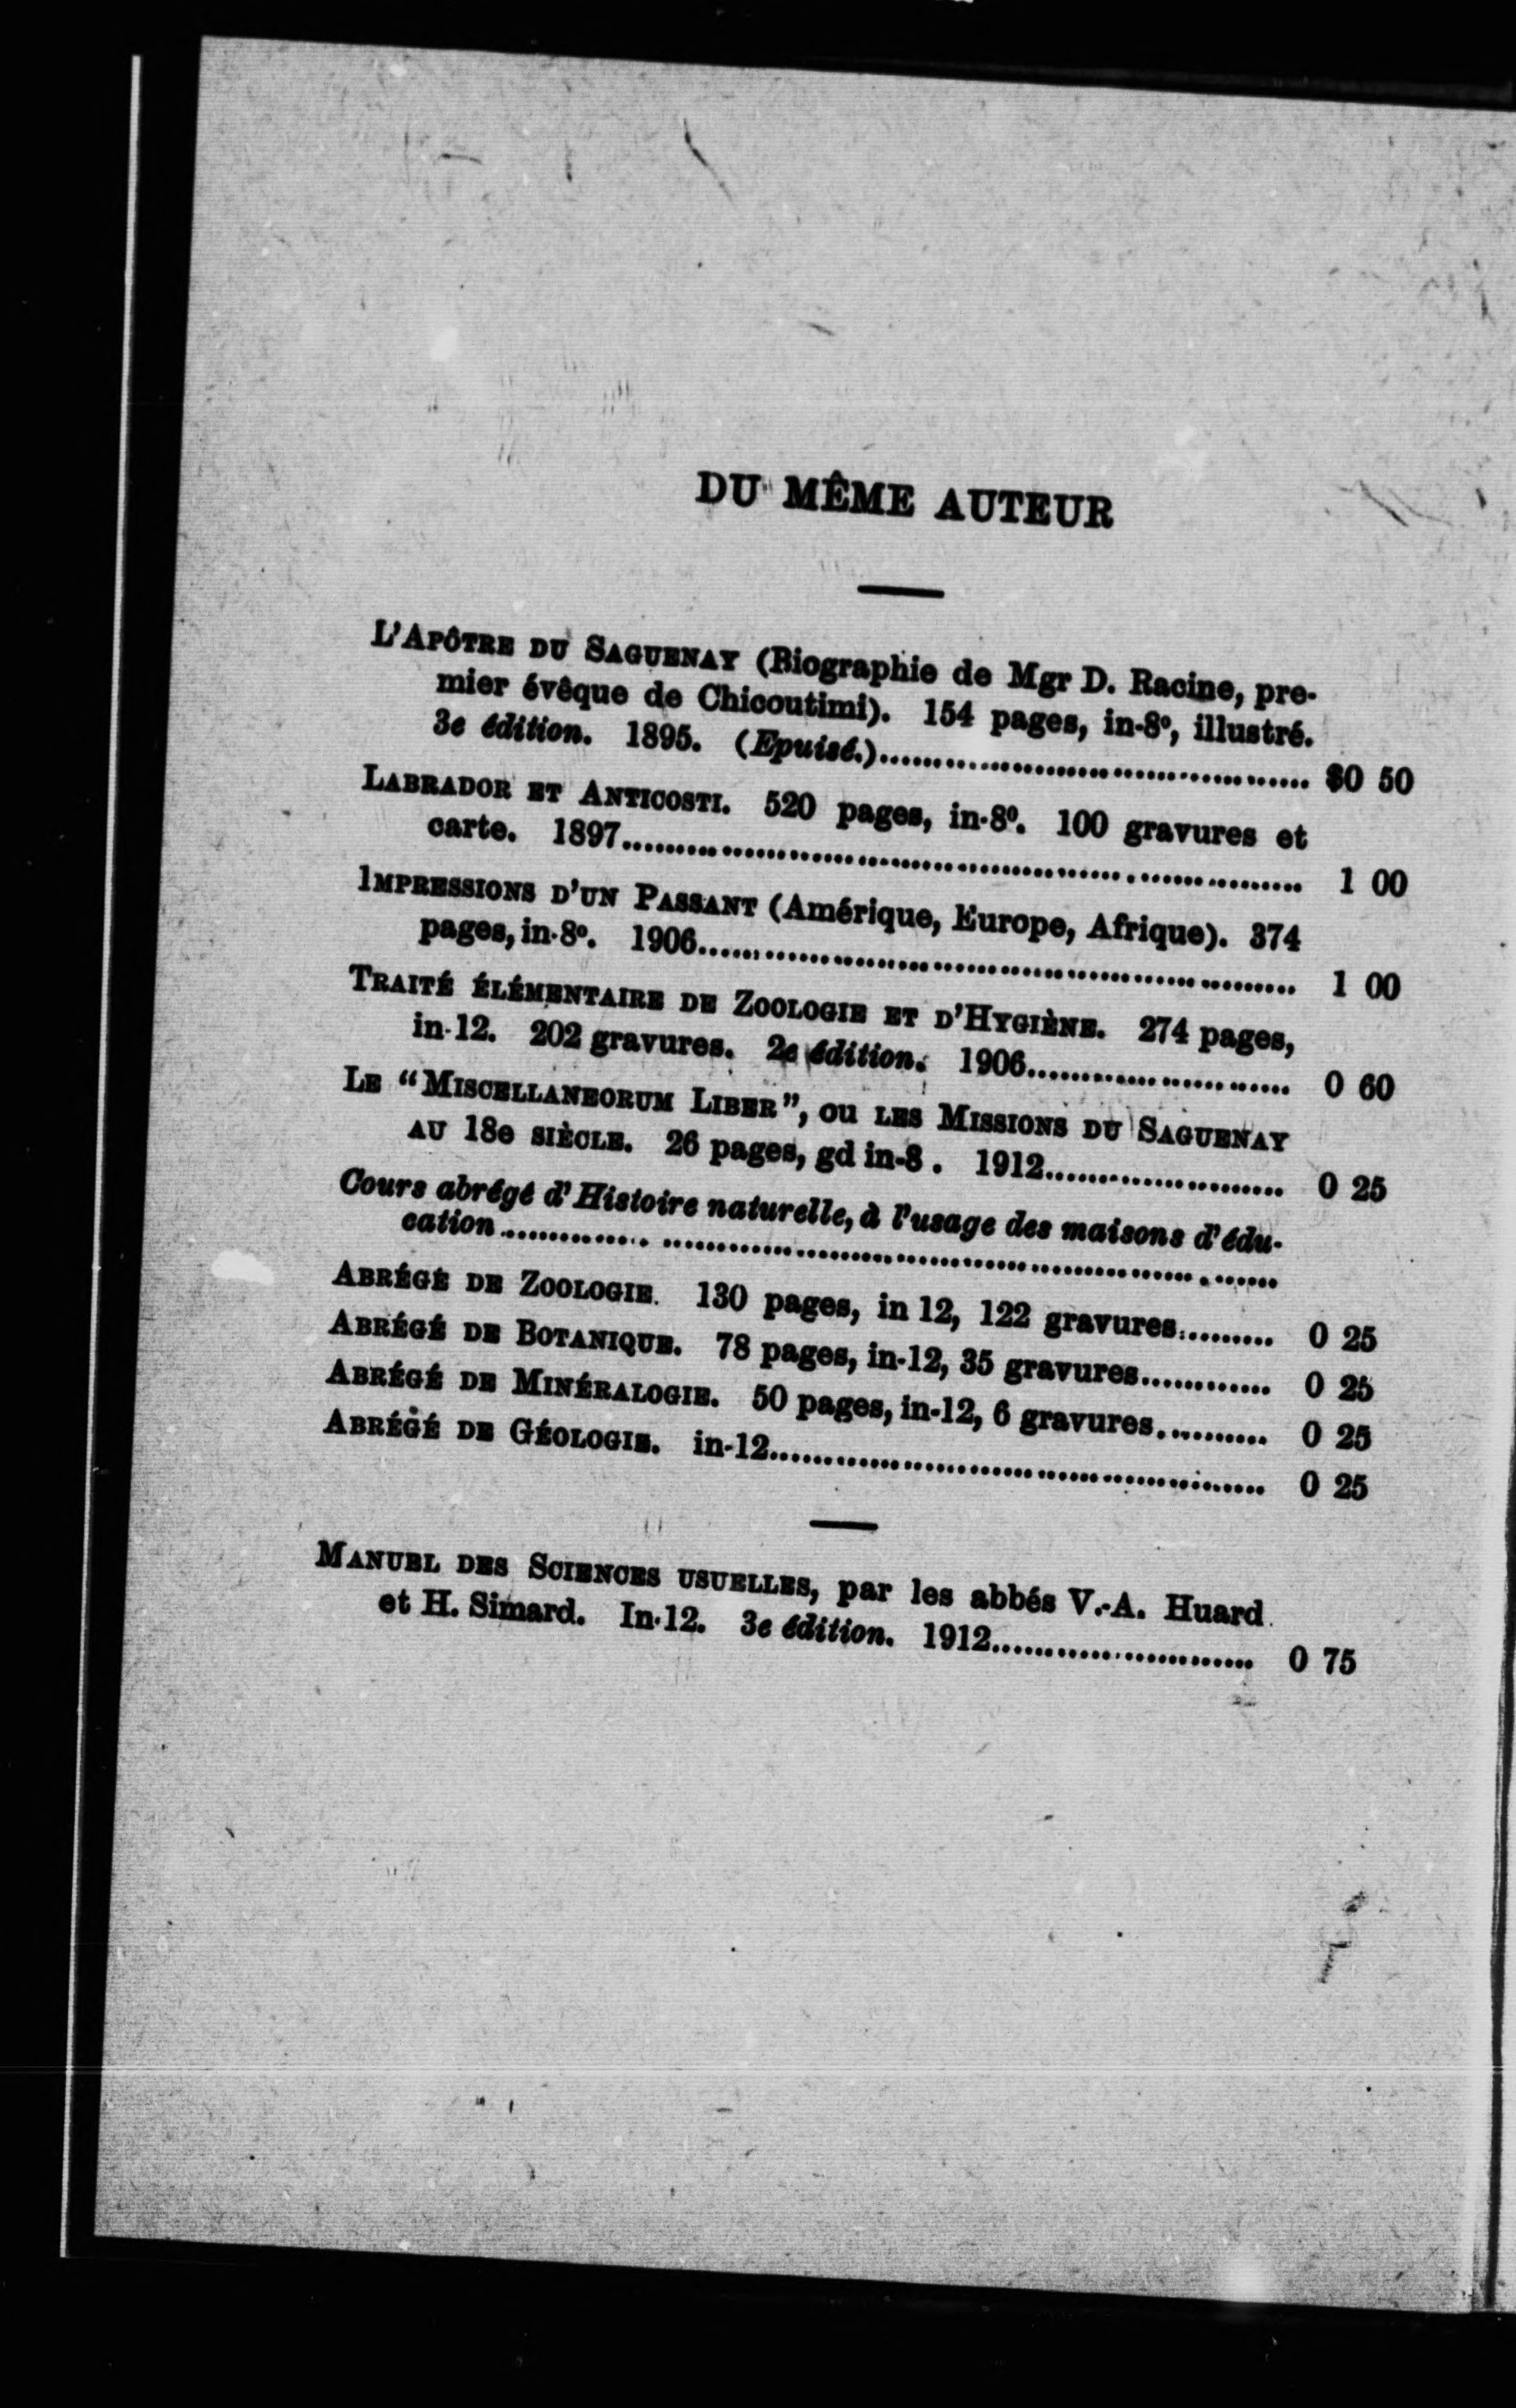 DU MÊME AUTEUR
L'APÔTRE DU SAGUENAY (Biographie de Mgr D. Racine, pre-
mier évêque de Chicoutimi). 154 pages, in-8º, illustré.
3e édition. 1895. (Epuisé.)........................................ $0 50
LABRADOR ET ANTICOSTI. 520 pages, in-8º. 100 gravures et
carte. 1897............................................................ 1 00
IMPRESSIONS D'UN PASSANT (Amérique, Europe, Afrique). 374
pages, in-8º. 1906...................................................... 1 00
TRAITÉ ÉLÉMENTAIRE DE ZOOLOGIE ET D'HYGIÈNE. 274 pages,
in-12. 202 gravures. 2e édition. 1906........................ 0 60
LE "MISCELLANEORUM LIBER", OU LES MISSIONS DU SAGUENAY
AU 18e SIÈCLE. 26 pages, gd in-8 . 1912...................... 0 25
Cours abrégé d'Histoire naturelle, à l'usage des maisons d'édu-
cation......................................................................
ABRÉGÉ DE ZOOLOGIE. 130 pages, in 12, 122 gravures.......... 0 25
ABRÉGÉ DE BOTANIQUE. 78 pages, in-12, 35 gravures............ 0 25
ABRÉGÉ DE MINÉRALOGIE. 50 pages, in-12, 6 gravures.......... 0 25
ABRÉGÉ DE GÉOLOGIE. in-12.............................................. 0 25
MANUEL DES SCIENCES USUELLES, par les abbés V.-A. Huard
et H. Simard. In-12. 3e édition. 1912......................... 0 75